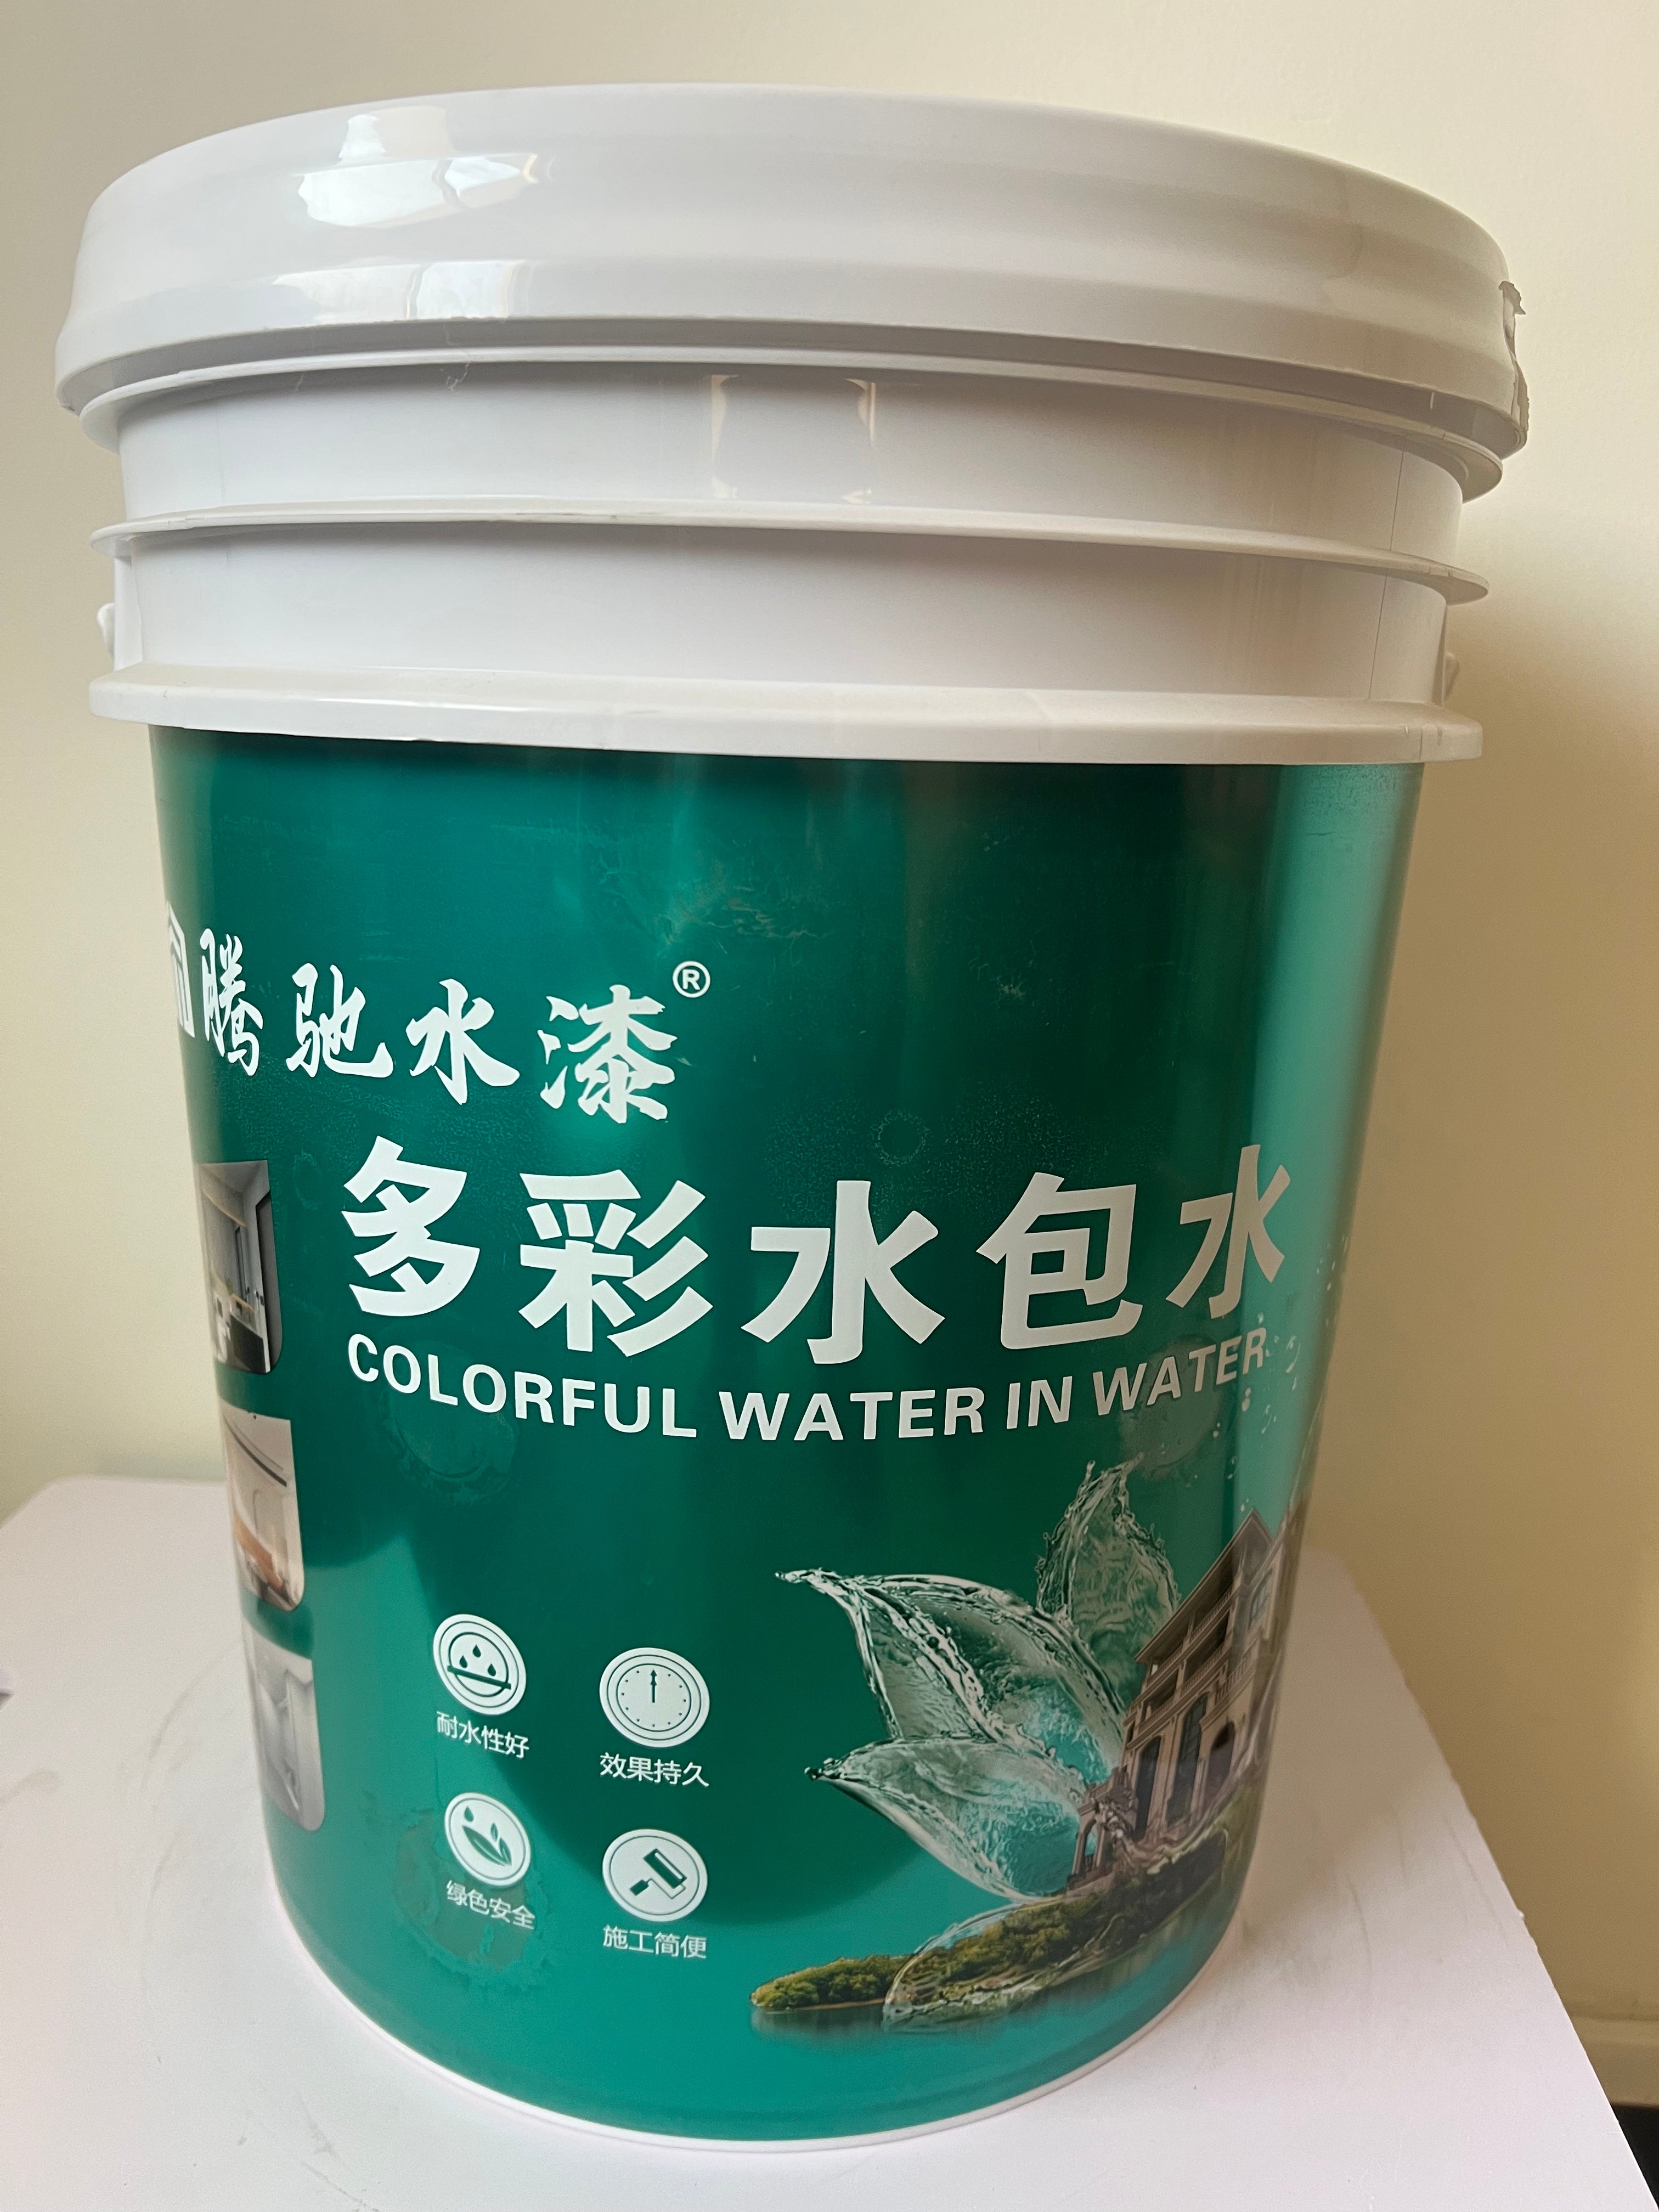 腾驰水漆®
多彩水包水
COLORFUL WATER IN WATER
耐水性好
效果持久
绿色安全
施工简便